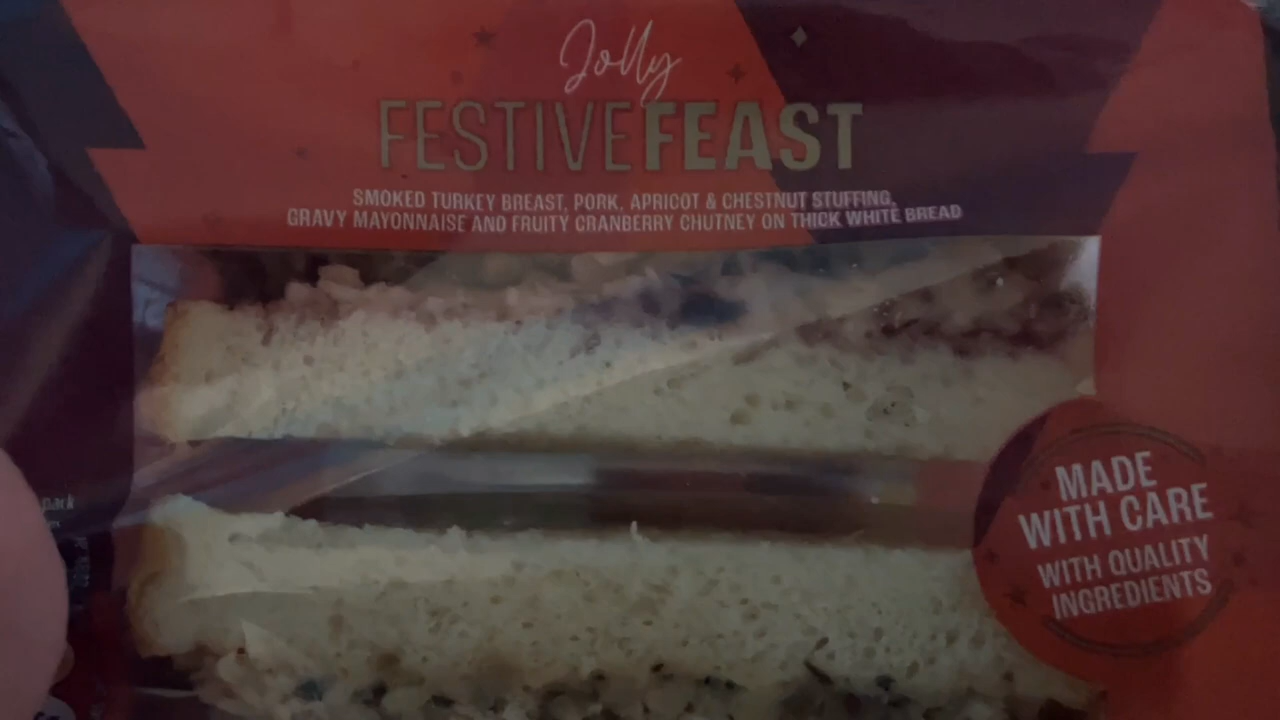 Jolly
FESTIVEFEAST
SMOKED TURKEY BREAST, PORK, APRICOT & CHESTNUT STUFFING,
GRAVY MAYONNAISE AND FRUITY CRANBERRY CHUTNEY ON THICK WHITE BREAD
MADE
WITH CARE
WITH QUALITY
INGREDIENTS
pack